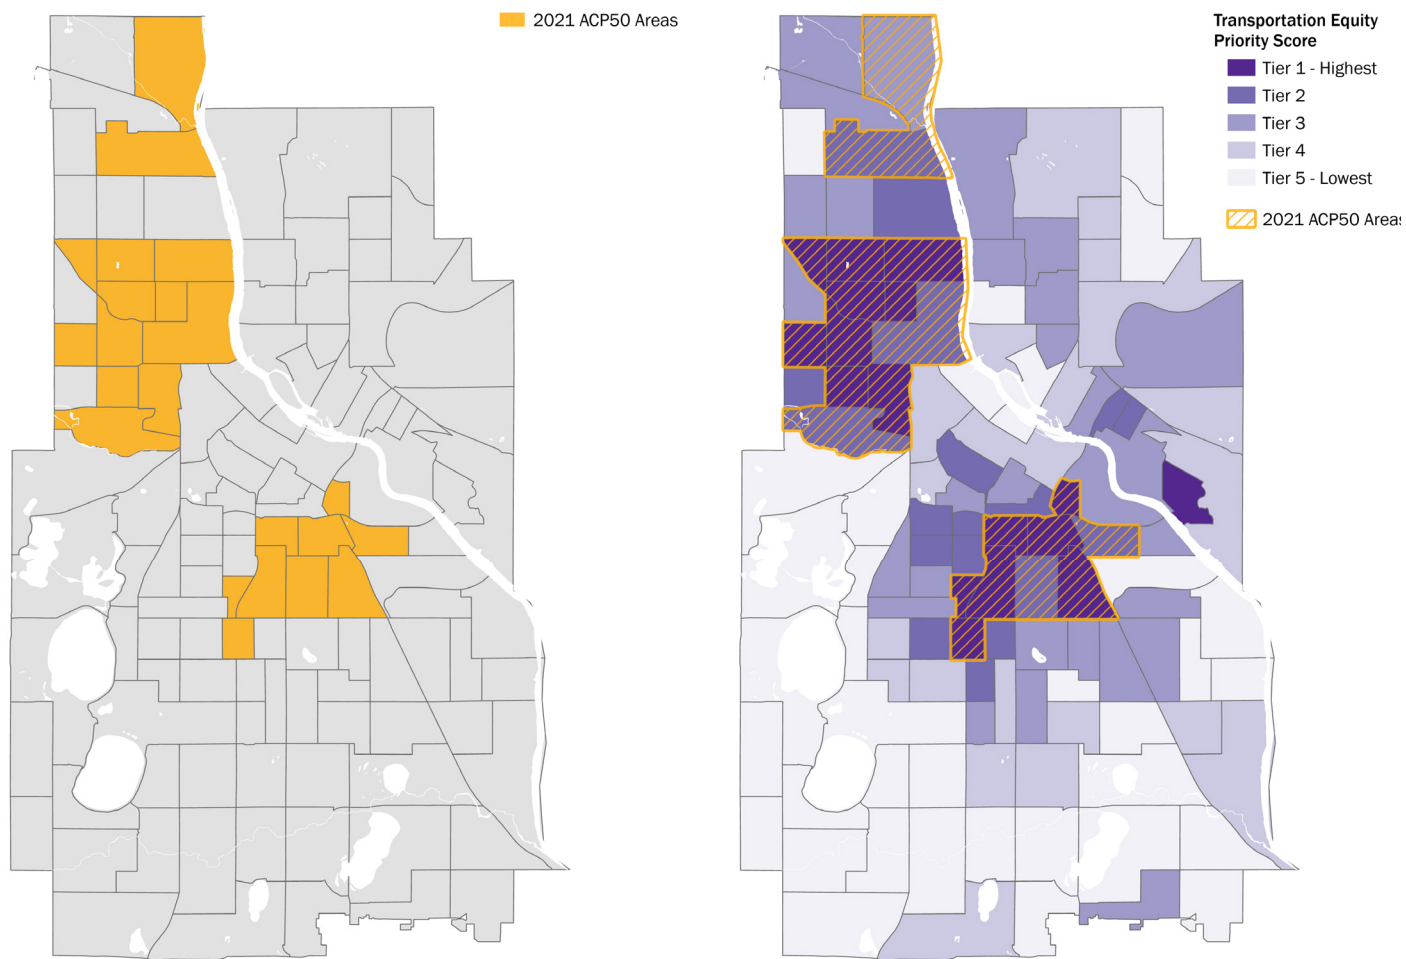 2021 ACP50 Areas
Transportation Equity
Priority Score
Tier 1 - Highest
Tier 2
Tier 3
Tier 4
Tier 5 - Lowest
2021 ACP50 Areas